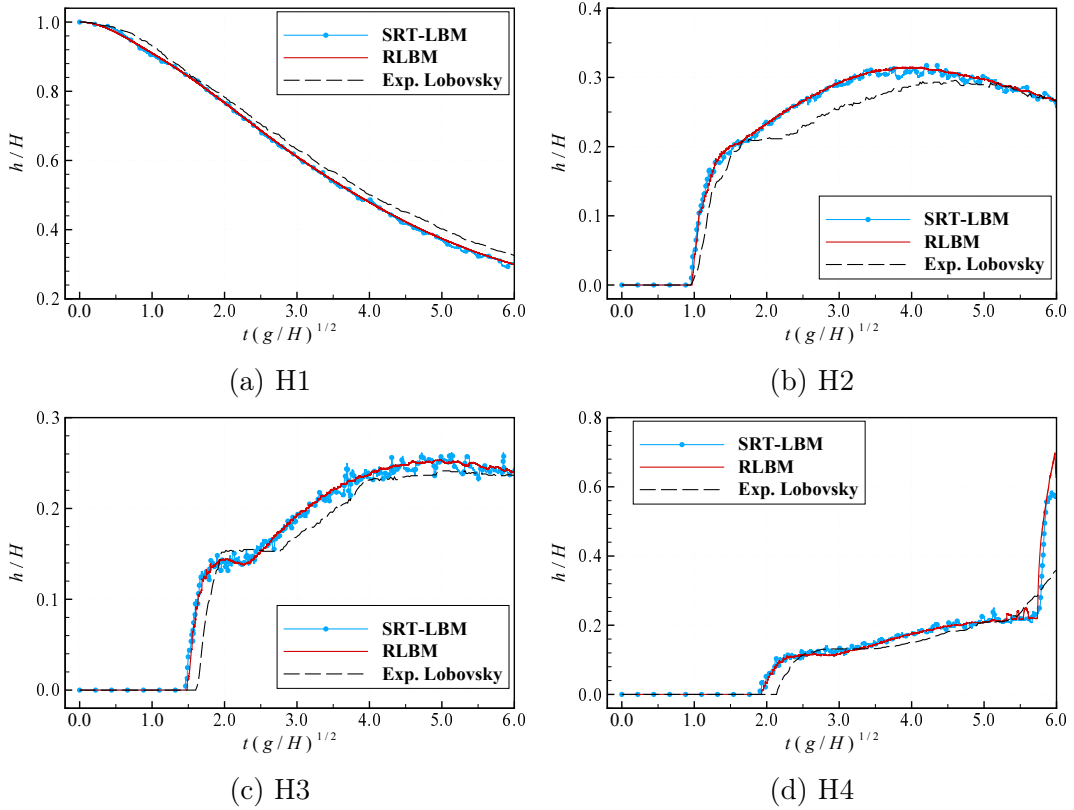 1.0
0.8
0.6
0.4
0.2
h / H
0.0 1.0 2.0 3.0 4.0 5.0 6.0
t ( g / H ) 1 / 2
SRT-LBM
RLBM
Exp. Lobovsky
(a) H1
0.4
0.3
0.2
0.1
0.0
h / H
0.0 1.0 2.0 3.0 4.0 5.0 6.0
t ( g / H ) 1 / 2
SRT-LBM
RLBM
Exp. Lobovsky
(b) H2
0.3
0.2
0.1
0.0
h / H
0.0 1.0 2.0 3.0 4.0 5.0 6.0
t ( g / H ) 1 / 2
SRT-LBM
RLBM
Exp. Lobovsky
(c) H3
0.8
0.6
0.4
0.2
0.0
h / H
0.0 1.0 2.0 3.0 4.0 5.0 6.0
t ( g / H ) 1 / 2
SRT-LBM
RLBM
Exp. Lobovsky
(d) H4